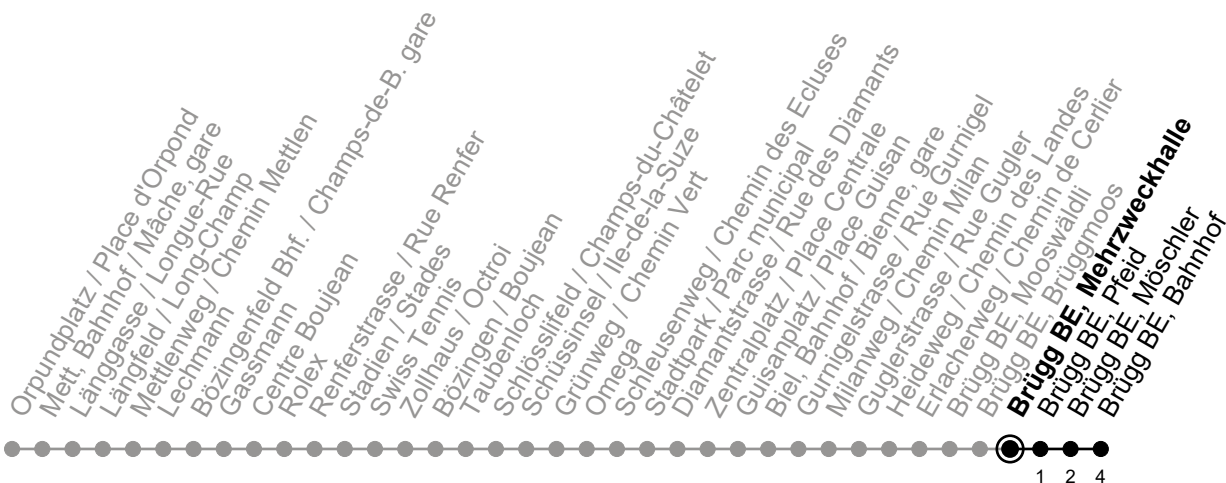 Orpundplatz / Place d'Orpond
Mett, Bahnhof / Mâche, gare
Länggasse / Longue-Rue
Längfeld / Long-Champ
Mettlenweg / Chemin Mettlen
Lechmann
Bözingenfeld Bhf. / Champs-de-B. gare
Gassmann
Centre Boujean
Rolex
Renferstrasse / Rue Renfer
Stadien / Stades
Swiss Tennis
Zollhaus / Octroi
Bözingen / Boujean
Taubenloch
Schlösslifeld / Champs-du-Châtelet
Schüssinsel / Ile-de-la-Suze
Grünweg / Chemin Vert
Omega
Schleusenweg / Chemin des Ecluses
Stadtpark / Parc municipal
Diamantstrasse / Rue des Diamants
Zentralplatz / Place Centrale
Guisanplatz / Place Guisan
Biel, Bahnhof / Bienne, gare
Gurnigelstrasse / Rue Gurnigel
Milanweg / Chemin Milan
Guglerstrasse / Rue Gugler
Heideweg / Chemin des Landes
Erlachenweg / Chemin de Cerlier
Brügg BE, Mooswäldli
Brügg BE, Brüggmoos
Brügg BE, Mehrzweckhalle
Brügg BE, Pfeid
Brügg BE, Möschler
Brügg BE, Bahnhof
1 2 4